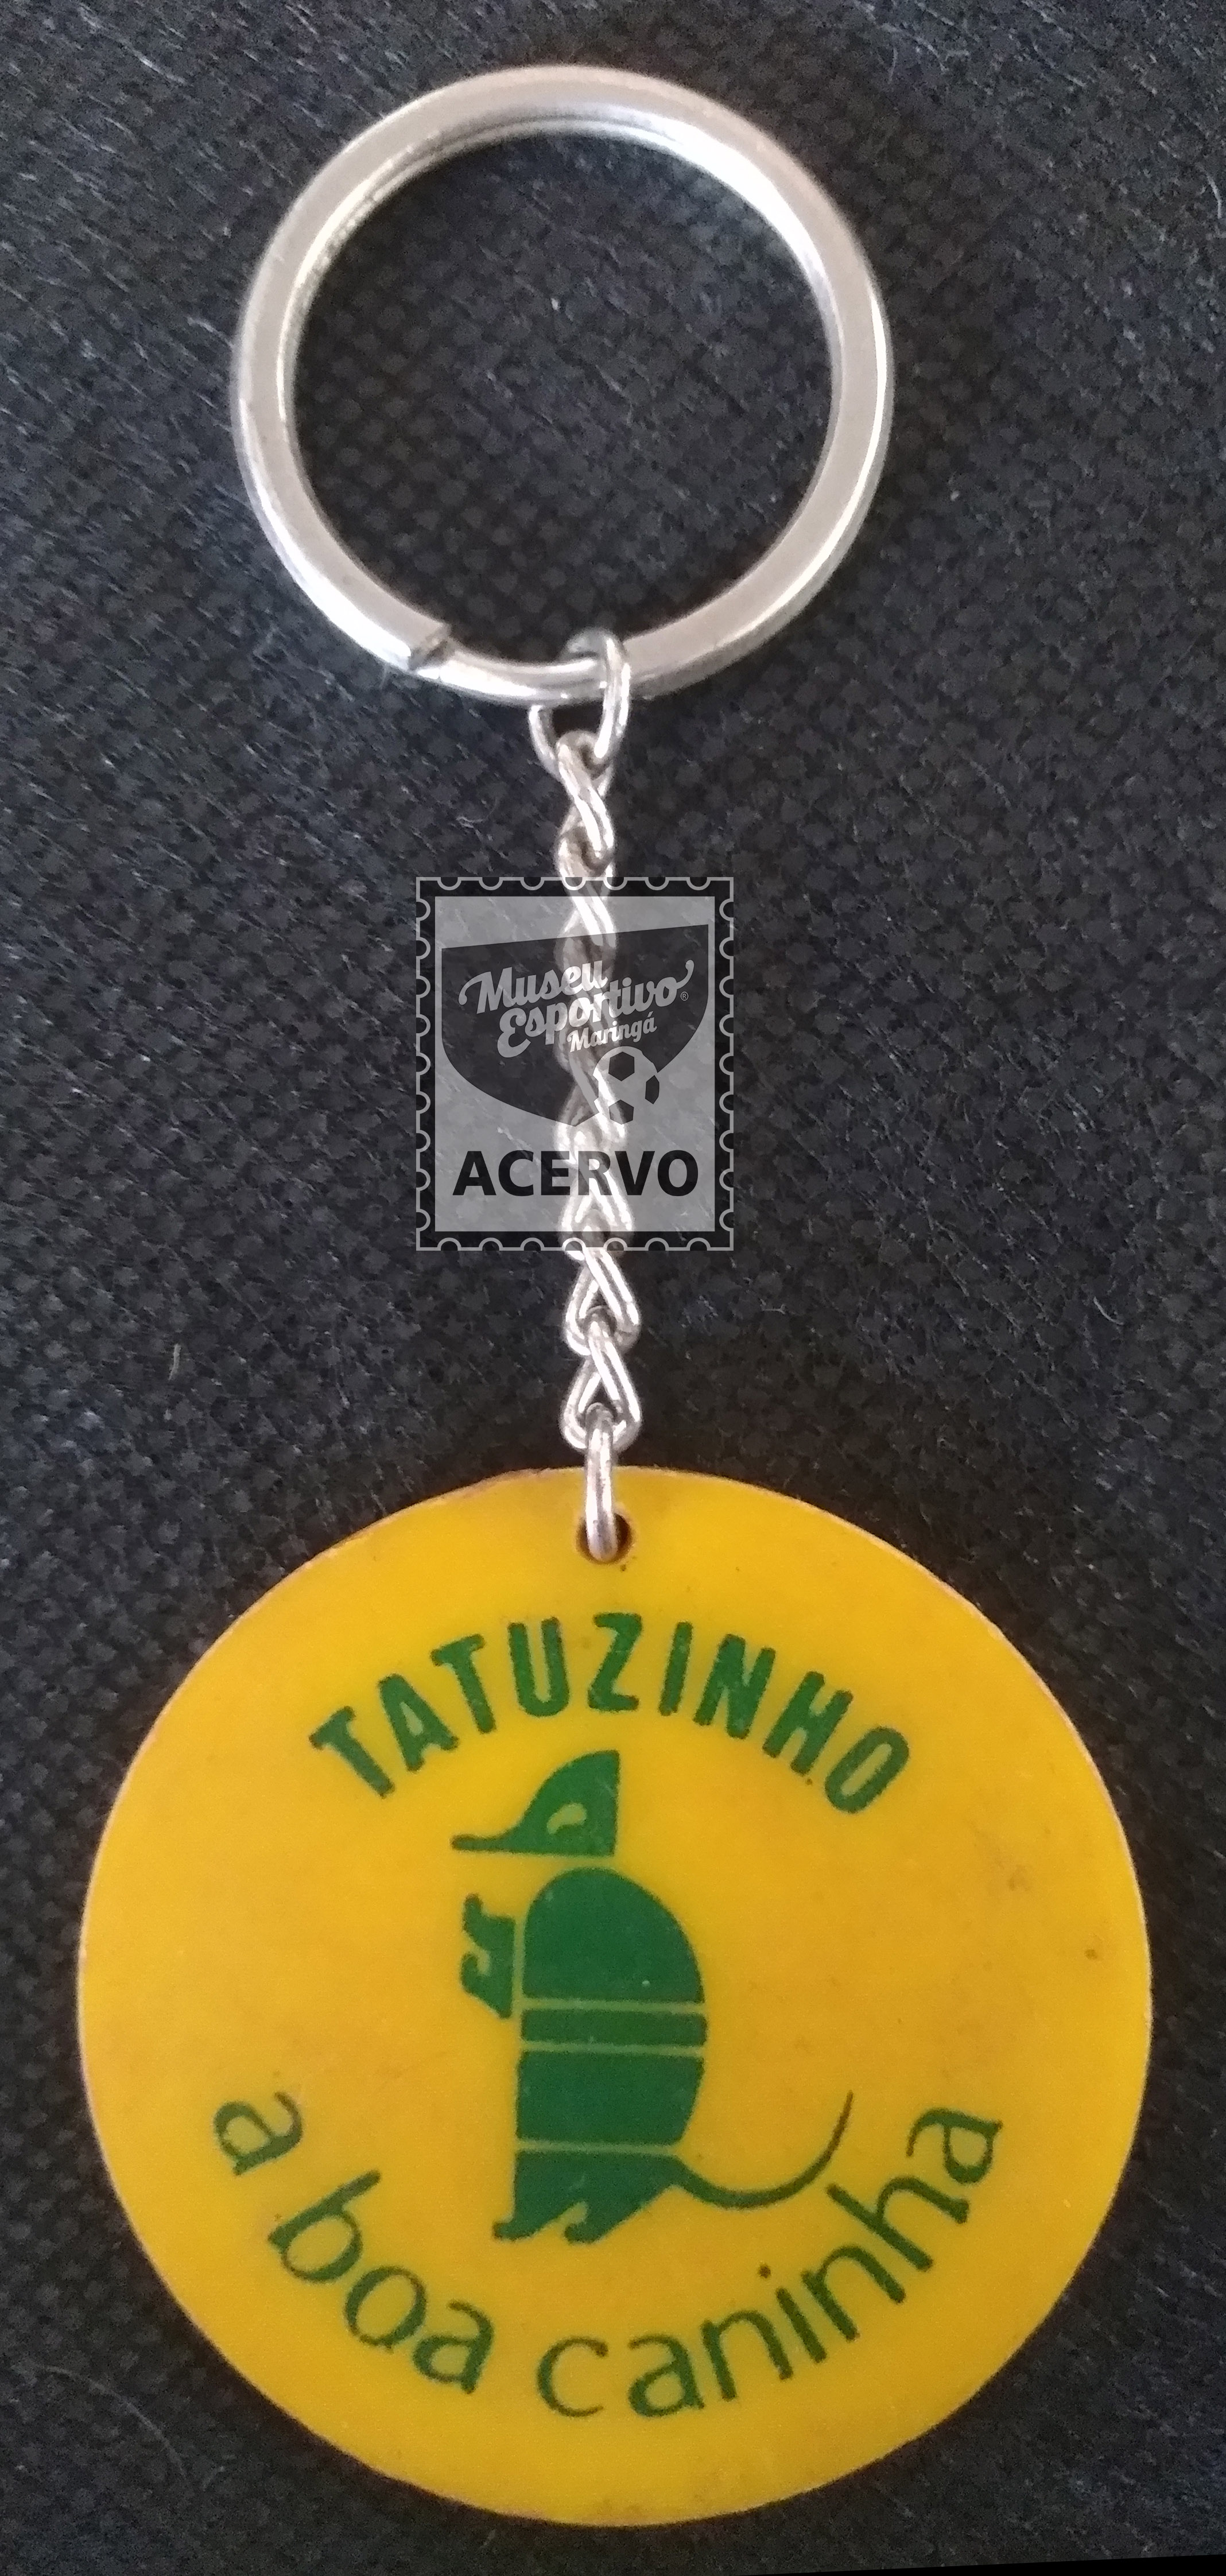 Museu
Esportivo®
Maringá
ACERVO
TATUZINHO
a boa caninha